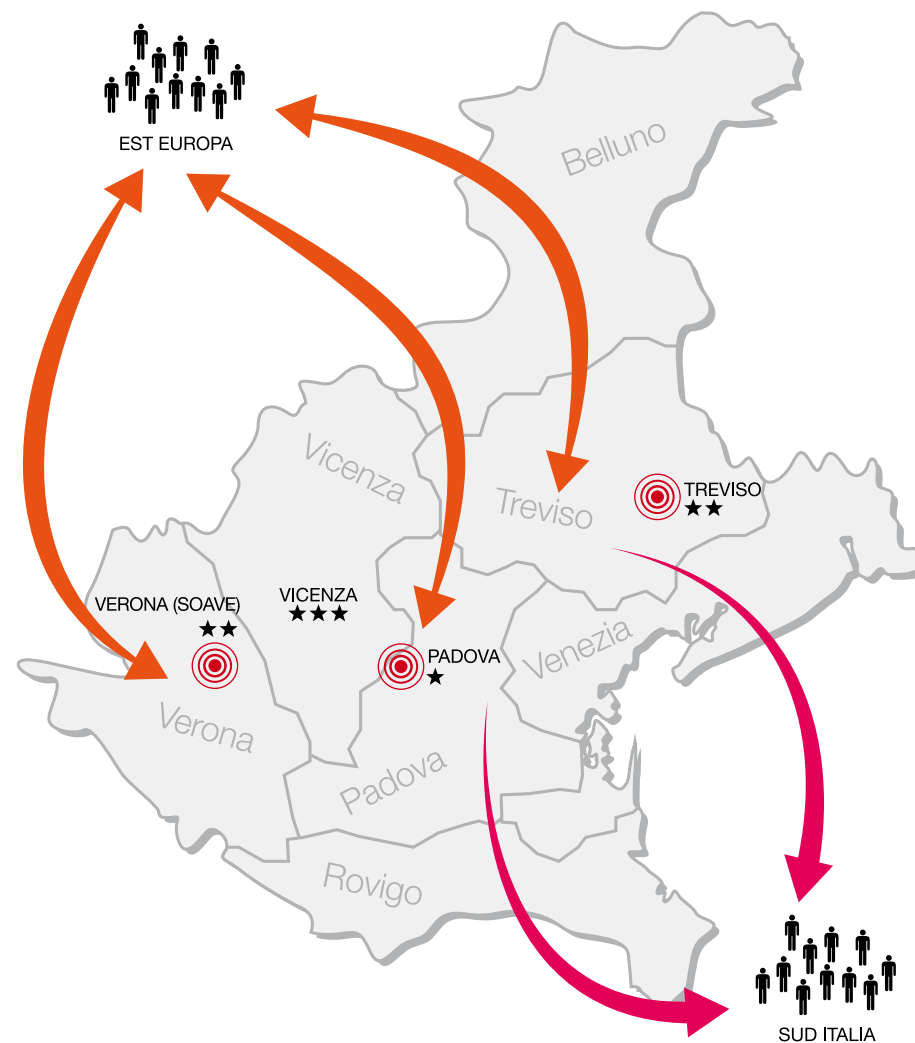 EST EUROPA
Belluno
Vicenza
Treviso
TREVISO
★★
VERONA (SOAVE)
★★
VICENZA
★★★
Venezia
PADOVA
★
Verona
Padova
Rovigo
SUD ITALIA